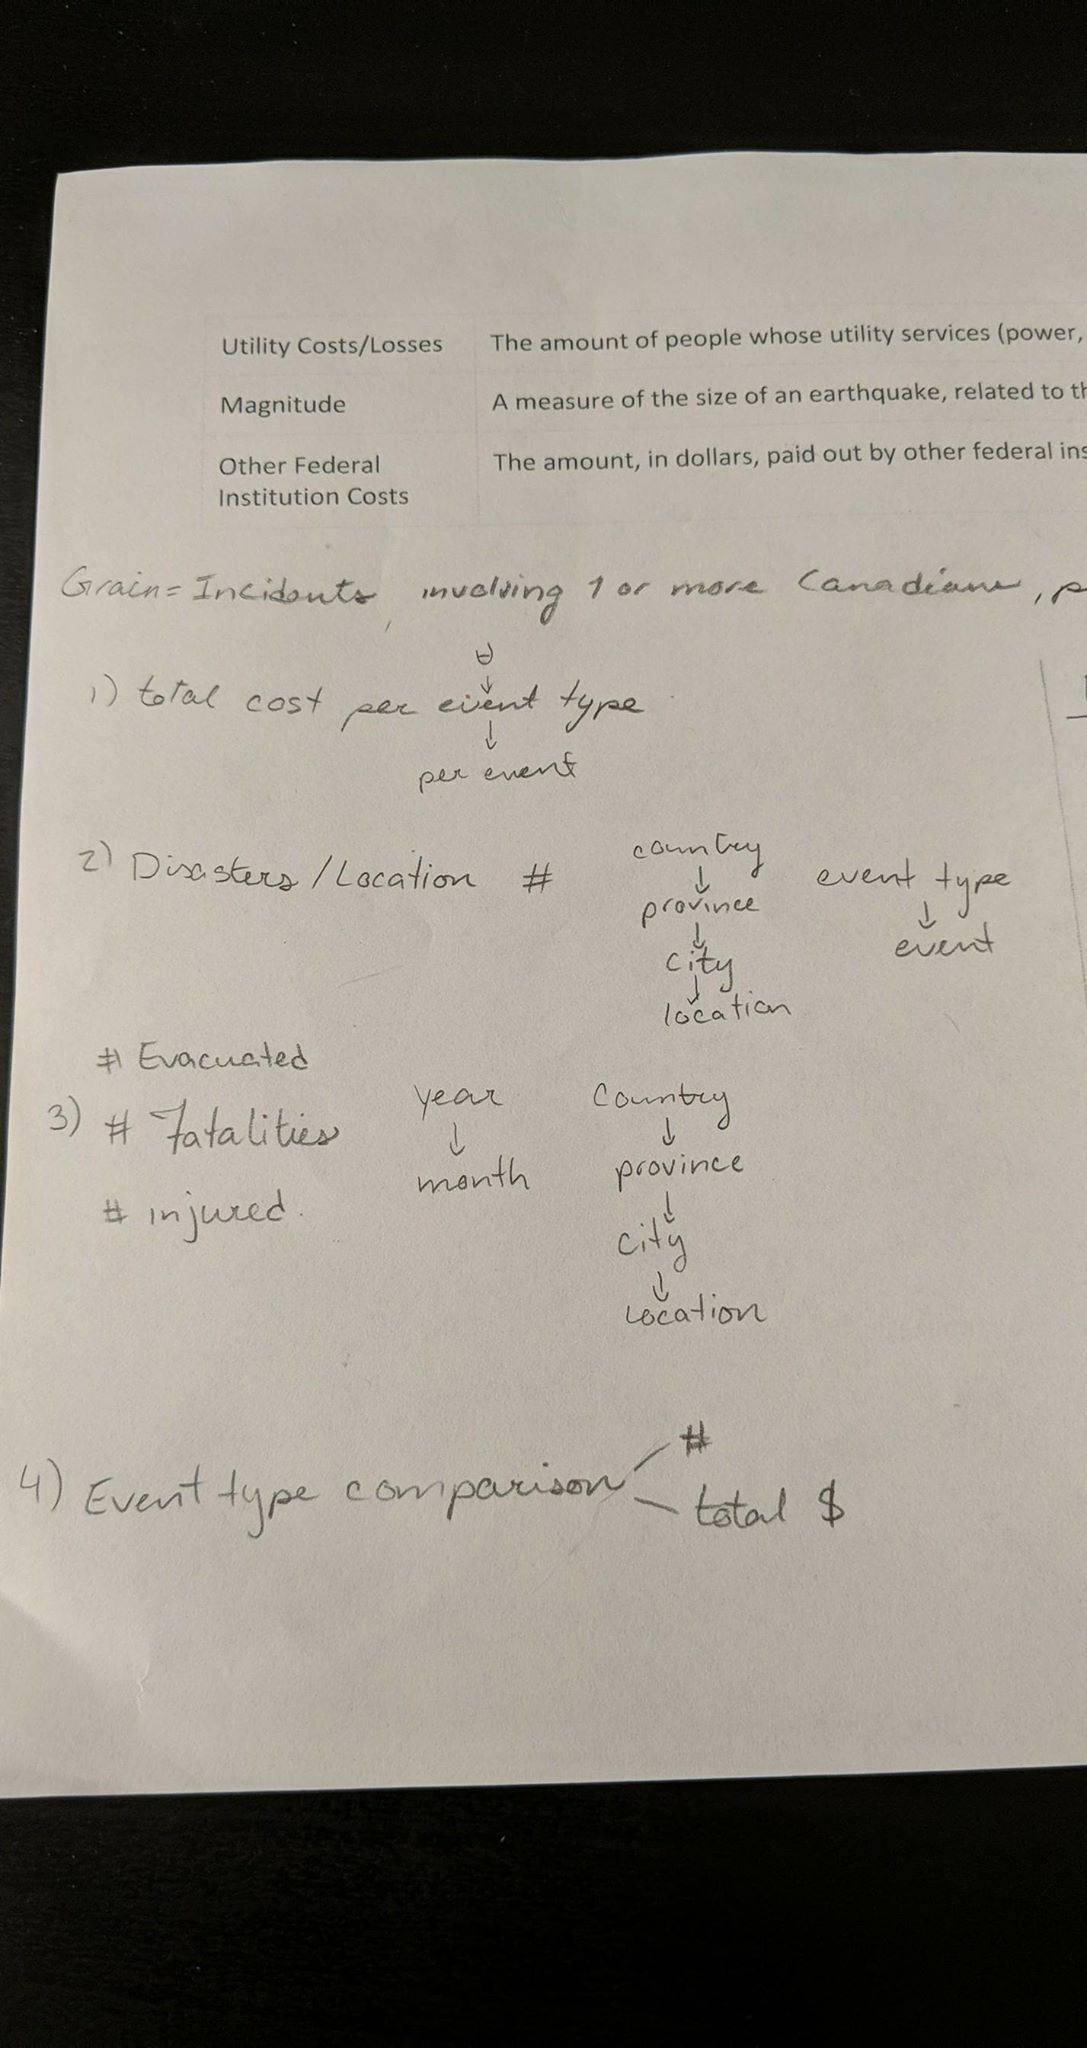 Utility Costs/Losses The amount of people whose utility services (power,
Magnitude A measure of the size of an earthquake, related to th
Other Federal The amount, in dollars, paid out by other federal ins
Institution Costs
Grain = Incidents, involving 1 or more Canadians, p
∀
↓
1) total cost per event type
↓
per event
2) Disasters / Location # country event type
↓ ↓
province event
↓
city
↓
location
# Evacuated
3) # Fatalities year Country
↓ ↓
# injured. month province
↓
city
↓
Location
#
4) Event type comparison
total $